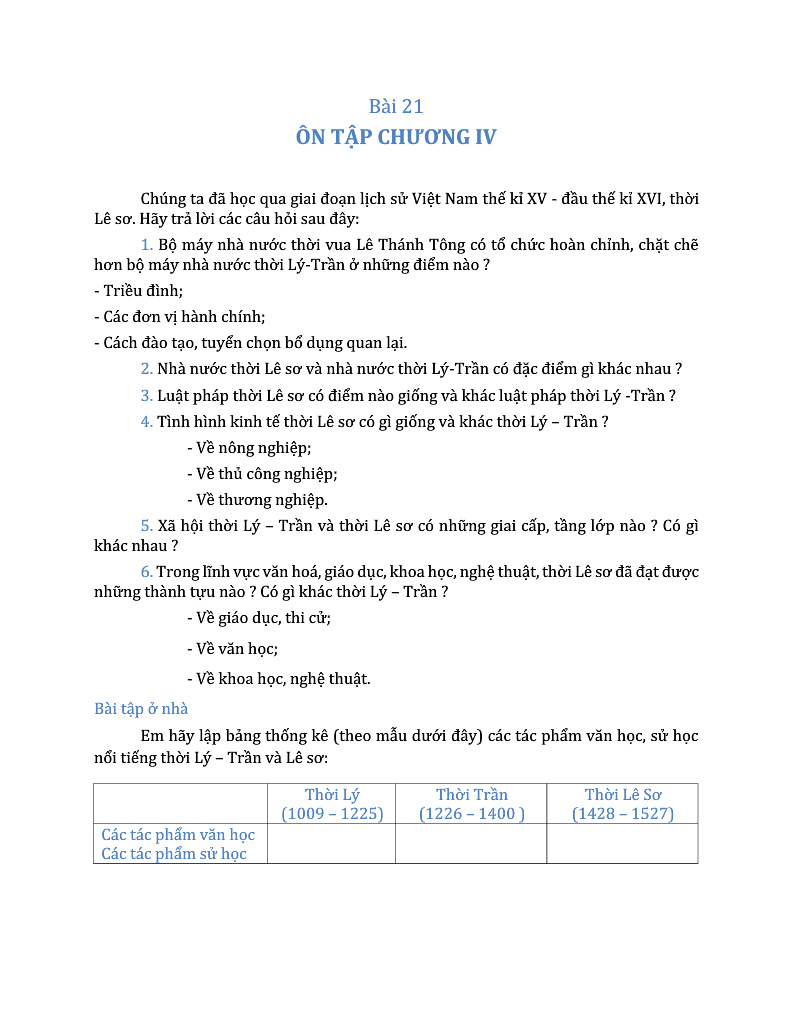 Bài 21
ÔN TẬP CHƯƠNG IV
Chúng ta đã học qua giai đoạn lịch sử Việt Nam thế kỉ XV - đầu thế kỉ XVI, thời
Lê sơ. Hãy trả lời các câu hỏi sau đây:
1. Bộ máy nhà nước thời vua Lê Thánh Tông có tổ chức hoàn chỉnh, chặt chẽ
hơn bộ máy nhà nước thời Lý-Trần ở những điểm nào ?
- Triều đình;
- Các đơn vị hành chính;
- Cách đào tạo, tuyển chọn bổ dụng quan lại.
2. Nhà nước thời Lê sơ và nhà nước thời Lý-Trần có đặc điểm gì khác nhau ?
3. Luật pháp thời Lê sơ có điểm nào giống và khác luật pháp thời Lý -Trần ?
4. Tình hình kinh tế thời Lê sơ có gì giống và khác thời Lý – Trần ?
- Về nông nghiệp;
- Về thủ công nghiệp;
- Về thương nghiệp.
5. Xã hội thời Lý – Trần và thời Lê sơ có những giai cấp, tầng lớp nào ? Có gì
khác nhau ?
6. Trong lĩnh vực văn hoá, giáo dục, khoa học, nghệ thuật, thời Lê sơ đã đạt được
những thành tựu nào ? Có gì khác thời Lý – Trần ?
- Về giáo dục, thi cử;
- Về văn học;
- Về khoa học, nghệ thuật.
Bài tập ở nhà
Em hãy lập bảng thống kê (theo mẫu dưới đây) các tác phẩm văn học, sử học
nổi tiếng thời Lý – Trần và Lê sơ:
Thời Lý Thời Trần Thời Lê Sơ
(1009 – 1225) (1226 – 1400 ) (1428 – 1527)
Các tác phẩm văn học
Các tác phẩm sử học